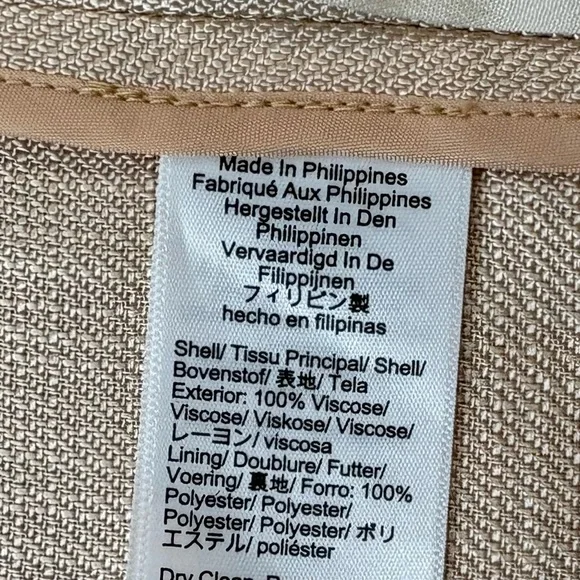 Made In Philippines
Fabriqué Aux Philippines
Hergestellt In Den
Philippinen
Vervaardigd In De
Filippijnen
フィリピン製
hecho en filipinas
Shell/ Tissu Principal/ Shell/
Bovenstof/ 表地/ Tela
Exterior: 100% Viscose/
Viscose/ Viskose/ Viscose/
レーヨン/ viscosa
Lining/ Doublure/ Futter/
Voering/ 裏地/ Forro: 100%
Polyester/ Polyester/
Polyester/ Polyester/ ポリ
エステル/ poliéster
Dry Clean